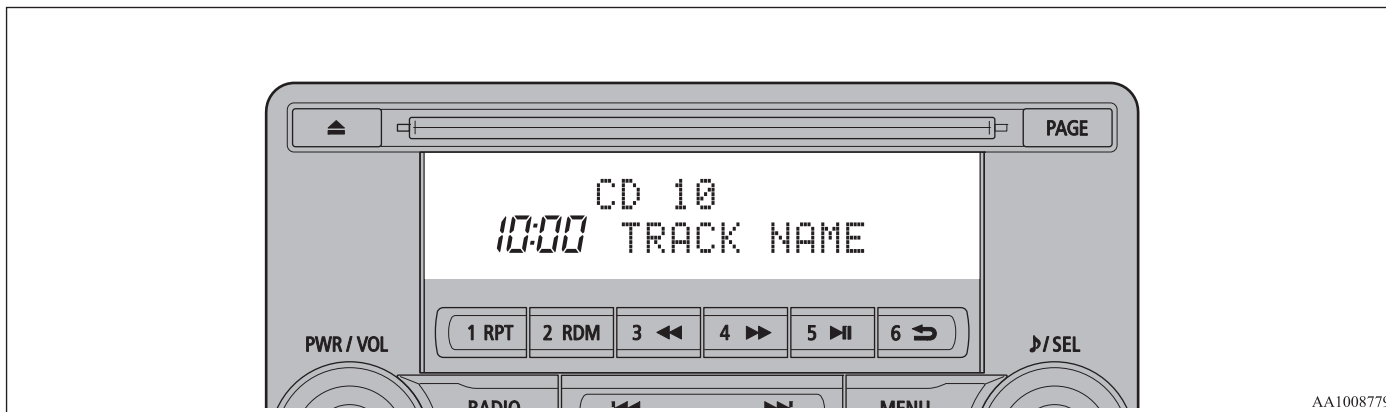 PAGE
CD 10
10:00 TRACK NAME
1 RPT 2 RDM 3 4 5 6
PWR / VOL
♪/ SEL
RADIO
MENU
AA1008779